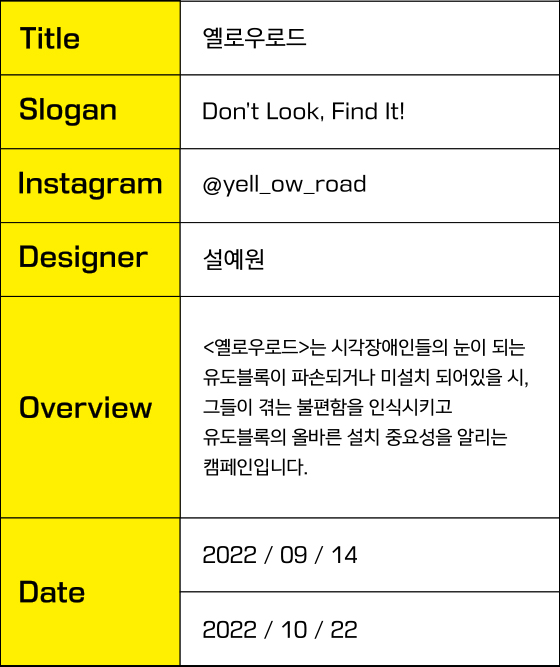 Title
옐로우로드
Slogan
Don't Look, Find It!
Instagram
@yell_ow_road
Designer
설예원
Overview
<옐로우로드>는 시각장애인들의 눈이 되는
유도블록이 파손되거나 미설치 되어있을 시,
그들이 겪는 불편함을 인식시키고
유도블록의 올바른 설치 중요성을 알리는
캠페인입니다.
Date
2022 / 09 / 14
2022 / 10 / 22